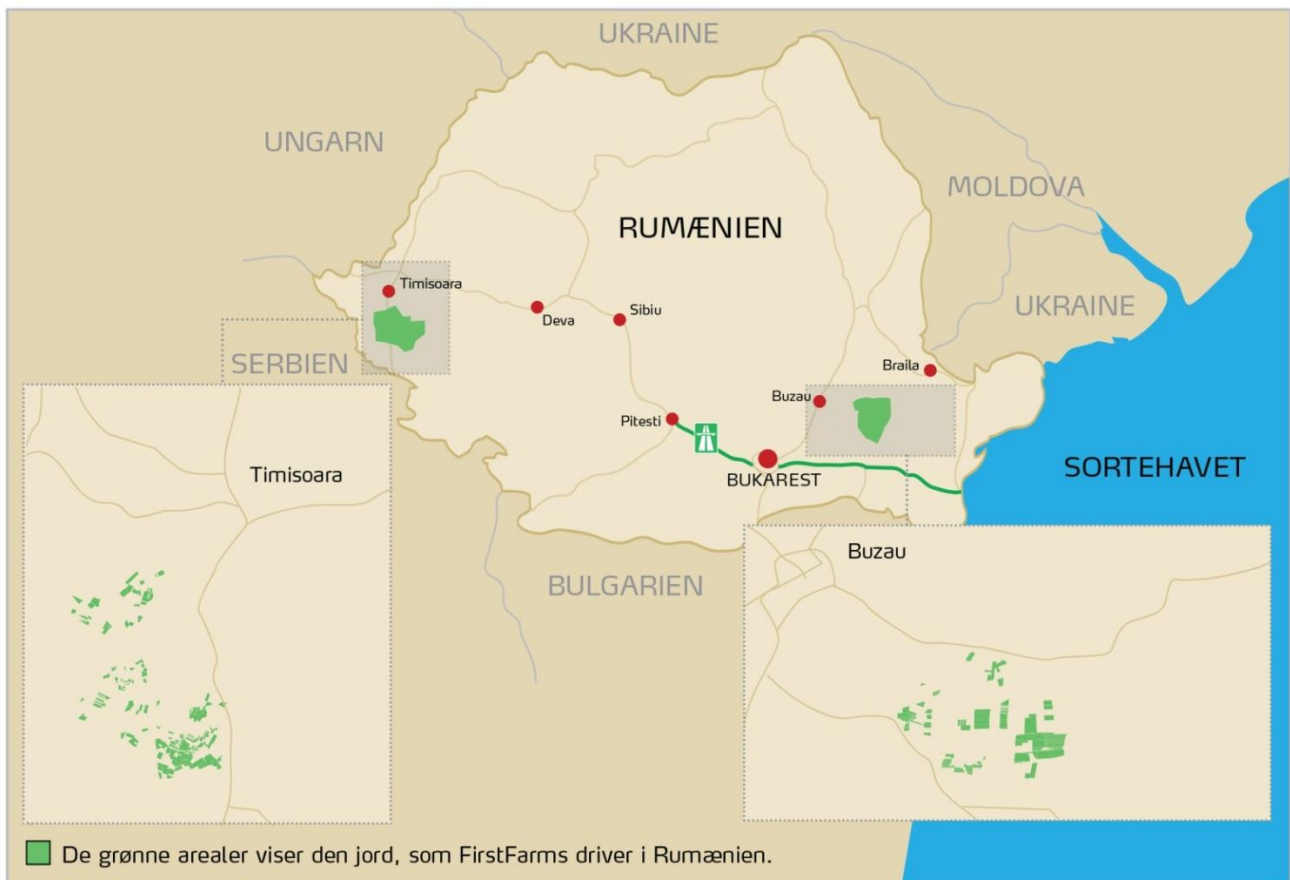 UKRAINE
UNGARN
MOLDOVA
RUMÆNIEN
Timisoara
UKRAINE
Deva
Sibiu
SERBIEN
Braila
Buzau
Pitesti
SORTEHAVET
BUKAREST
Timisoara
Buzau
BULGARIEN
De grønne arealer viser den jord, som FirstFarms driver i Rumænien.